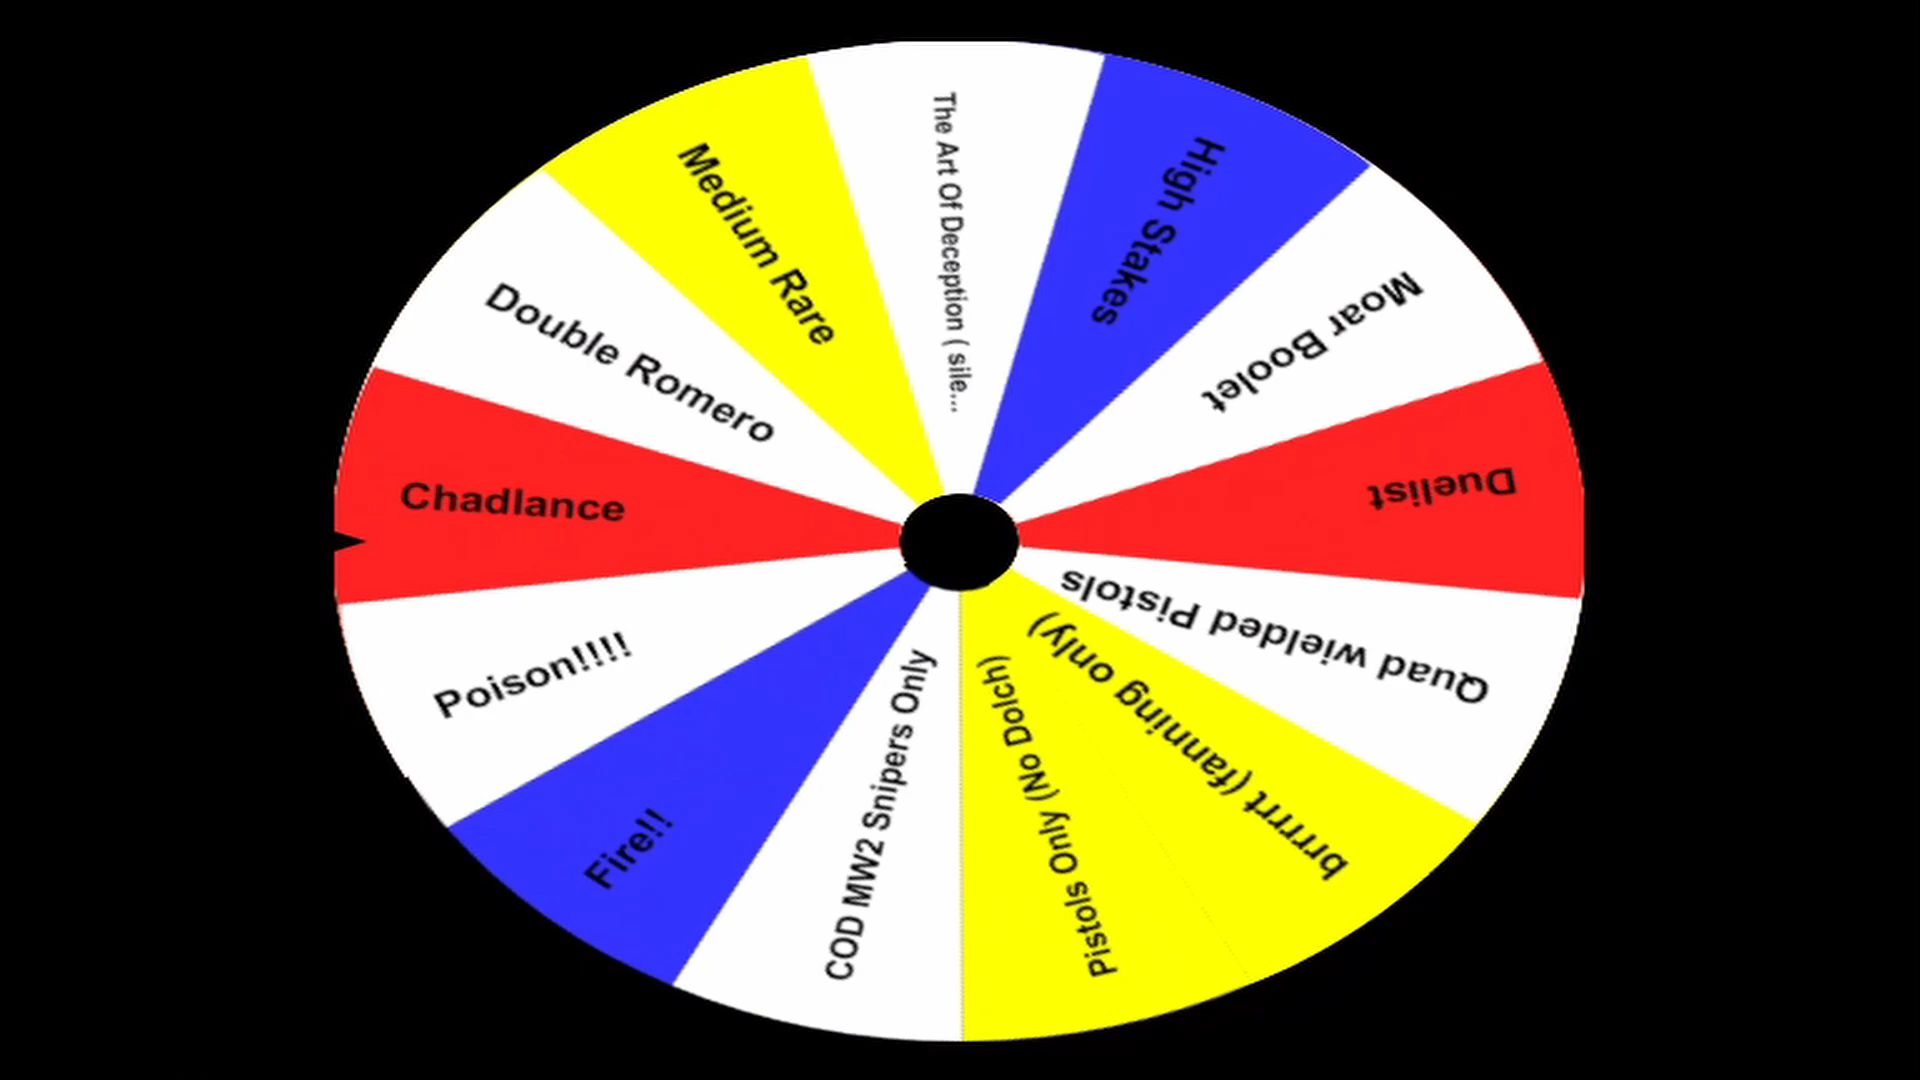 The Art Of Deception ( sile...
High Stakes
Moar Boolet
Duelist
Quad wielded Pistols
brrrrrt (fanning only)
Pistols Only (No Dolch)
COD MW2 Snipers Only
Fire!!
Poison!!!!
Chadlance
Double Romero
Medium Rare